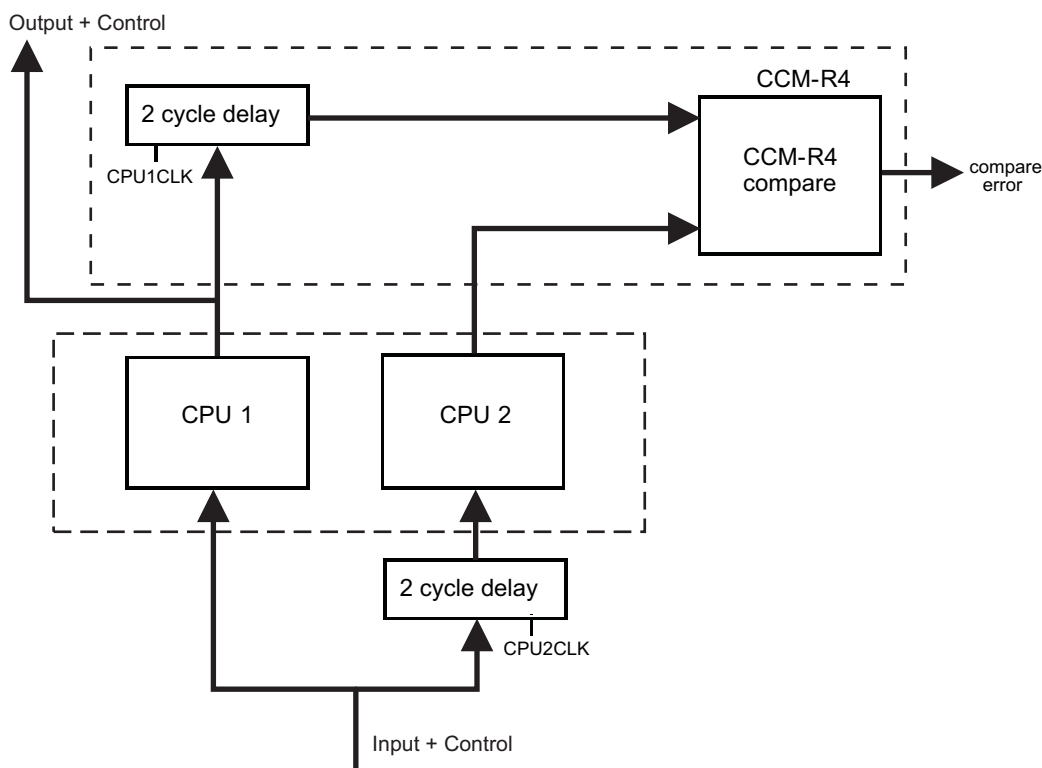 Output + Control
CCM-R4
2 cycle delay
CPU1CLK
CCM-R4
compare
compare
error
CPU 1
CPU 2
2 cycle delay
CPU2CLK
Input + Control